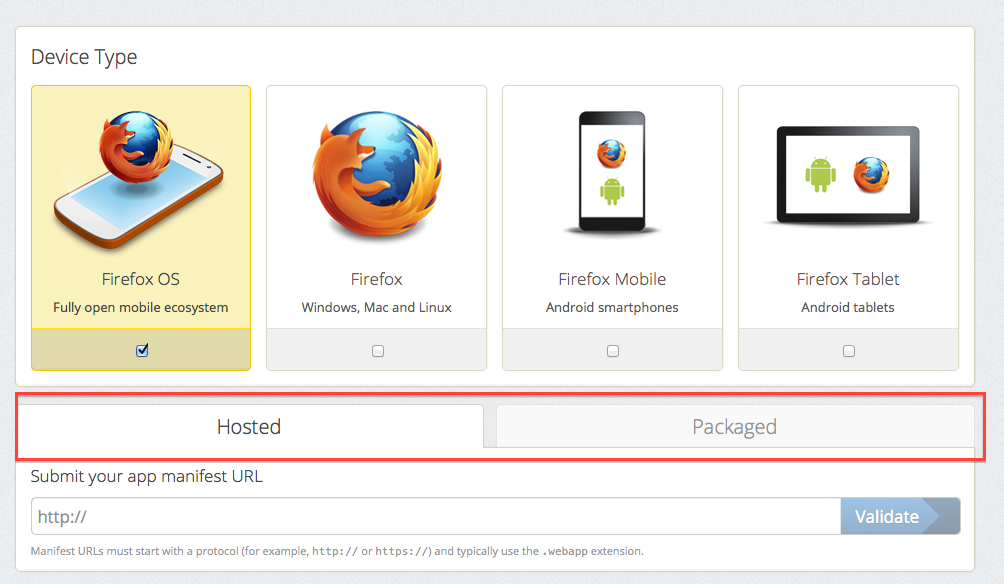 Device Type
Firefox OS
Fully open mobile ecosystem
Firefox
Windows, Mac and Linux
Firefox Mobile
Android smartphones
Firefox Tablet
Android tablets
Hosted
Packaged
Submit your app manifest URL
http://
Validate
Manifest URLs must start with a protocol (for example, http:// or https://) and typically use the .webapp extension.